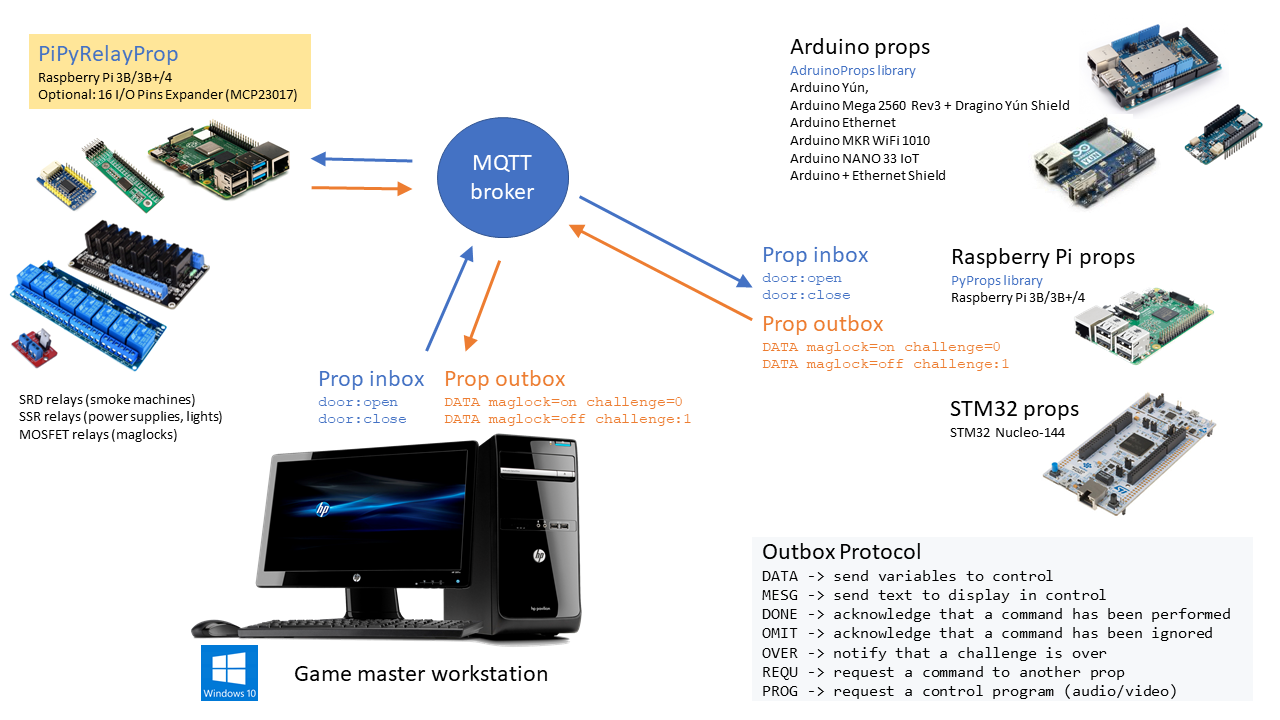 PiPyRelayProp
Raspberry Pi 3B/3B+/4
Optional: 16 I/O Pins Expander (MCP23017)
SRD relays (smoke machines)
SSR relays (power supplies, lights)
MOSFET relays (maglocks)
MQTT
broker
Prop inbox
door:open
door:close
Prop outbox
DATA maglock=on challenge=0
DATA maglock=off challenge:1
hp
Windows 10
Game master workstation
Arduino props
AdruinoProps library
Arduino Yún,
Arduino Mega 2560 Rev3 + Dragino Yún Shield
Arduino Ethernet
Arduino MKR WiFi 1010
Arduino NANO 33 IoT
Arduino + Ethernet Shield
Prop inbox
door:open
door:close
Prop outbox
DATA maglock=on challenge=0
DATA maglock=off challenge:1
Raspberry Pi props
PyProps library
Raspberry Pi 3B/3B+/4
STM32 props
STM32 Nucleo-144
Outbox Protocol
DATA -> send variables to control
MESG -> send text to display in control
DONE -> acknowledge that a command has been performed
OMIT -> acknowledge that a command has been ignored
OVER -> notify that a challenge is over
REQU -> request a command to another prop
PROG -> request a control program (audio/video)